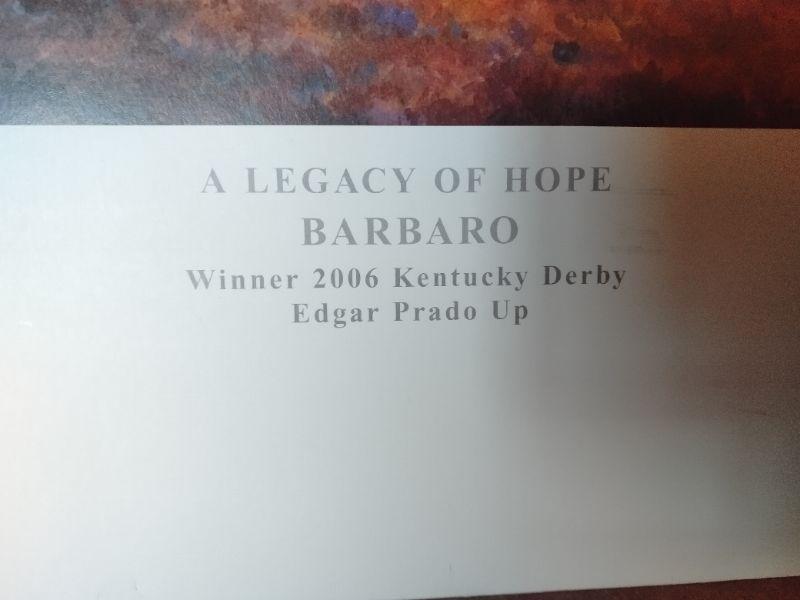 A LEGACY OF HOPE
BARBARO
Winner 2006 Kentucky Derby
Edgar Prado Up